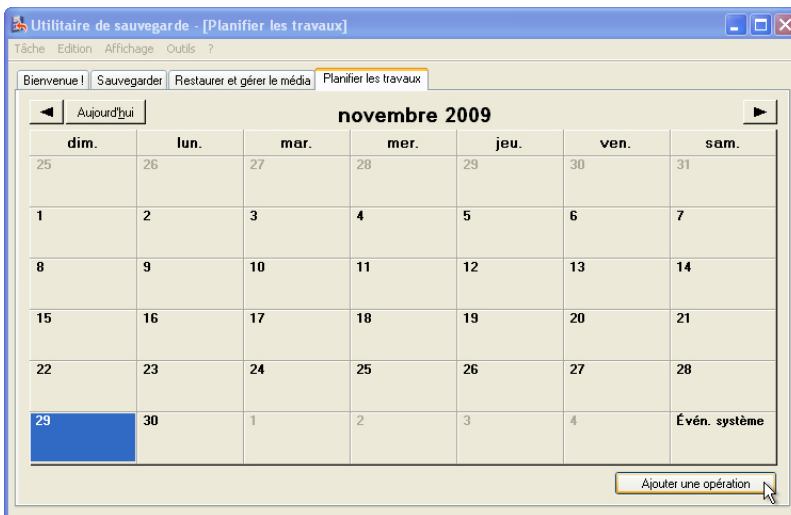 Utilitaire de sauvegarde - [Planifier les travaux]
Tâche Edition Affichage Outils ?
Bienvenue ! Sauvegarder Restaurer et gérer le média Planifier les travaux
Aujourd'hui novembre 2009
dim. lun. mar. mer. jeu. ven. sam.
25 26 27 28 29 30 31
1 2 3 4 5 6 7
8 9 10 11 12 13 14
15 16 17 18 19 20 21
22 23 24 25 26 27 28
29 30 1 2 3 4 Évén. système
Ajouter une opération